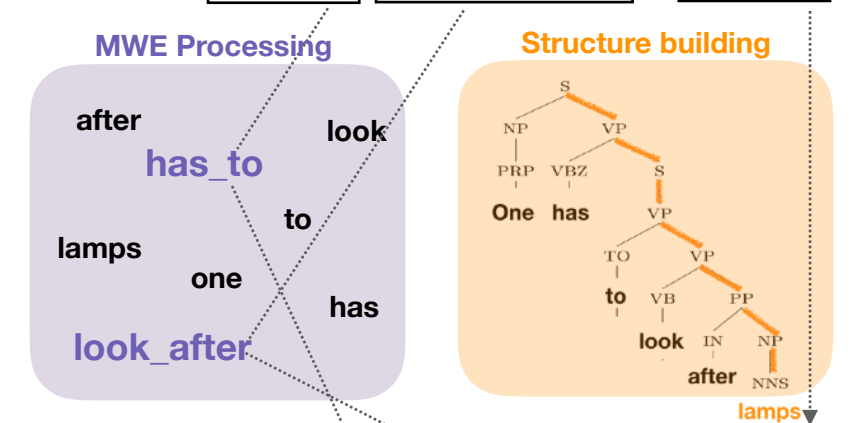 MWE Processing
Structure building
after
look
has_to
to
lamps
one
has
look_after
S
NP VP
PRP VBZ S
One has VP
TO VP
to VB PP
look IN NP
after NNS
lamps